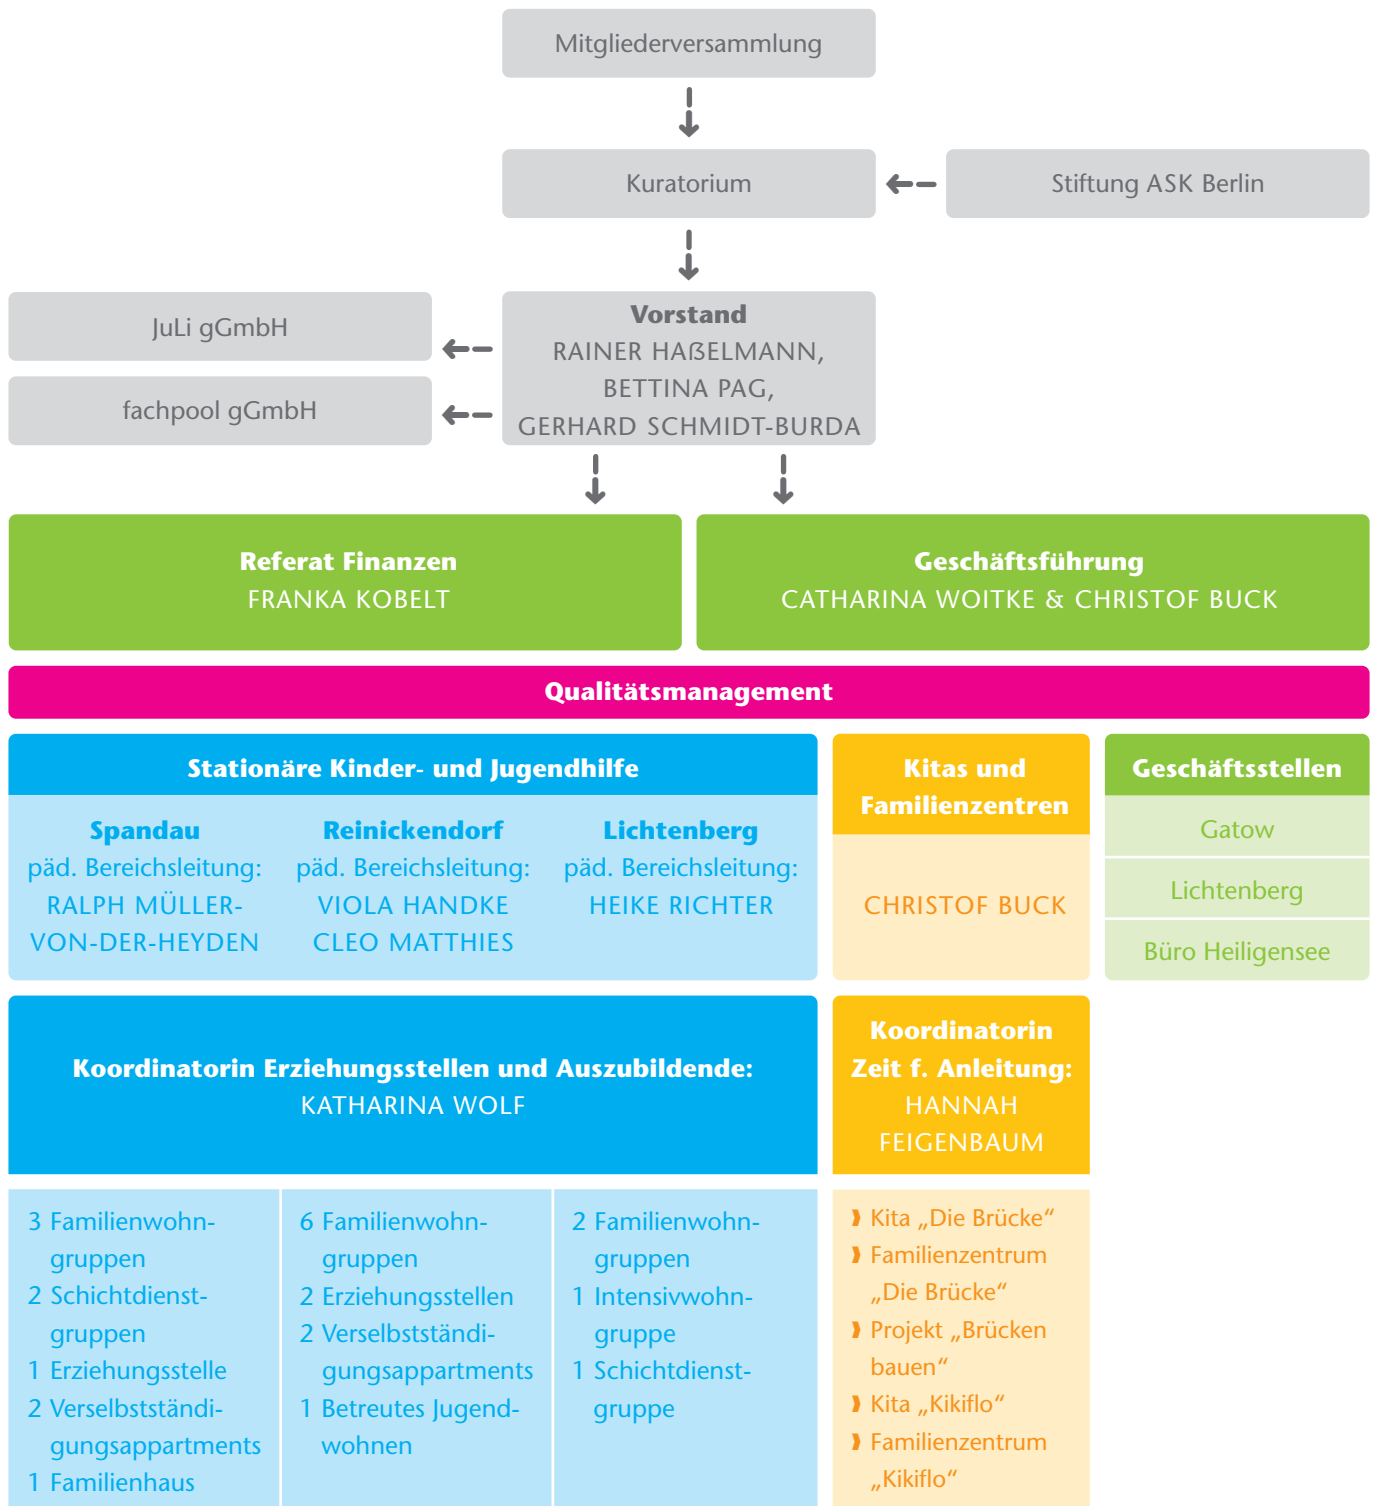 Mitgliederversammlung
Kuratorium
Stiftung ASK Berlin
JuLi gGmbH
fachpool gGmbH
Vorstand
RAINER HAẞELMANN,
BETTINA PAG,
GERHARD SCHMIDT-BURDA
Referat Finanzen
FRANKA KOBELT
Geschäftsführung
CATHARINA WOITKE & CHRISTOF BUCK
Qualitätsmanagement
Stationäre Kinder- und Jugendhilfe
Spandau
päd. Bereichsleitung:
RALPH MÜLLER-
VON-DER-HEYDEN
Reinickendorf
päd. Bereichsleitung:
VIOLA HANDKE
CLEO MATTHIES
Lichtenberg
päd. Bereichsleitung:
HEIKE RICHTER
Kitas und
Familienzentren
CHRISTOF BUCK
Geschäftsstellen
Gatow
Lichtenberg
Büro Heiligensee
Koordinatorin Erziehungsstellen und Auszubildende:
KATHARINA WOLF
Koordinatorin
Zeit f. Anleitung:
HANNAH
FEIGENBAUM
3 Familienwohn-
gruppen
2 Schichtdienst-
gruppen
1 Erziehungsstelle
2 Verselbstständi-
gungsappartments
1 Familienhaus
6 Familienwohn-
gruppen
2 Erziehungsstellen
2 Verselbstständi-
gungsappartments
1 Betreutes Jugend-
wohnen
2 Familienwohn-
gruppen
1 Intensivwohn-
gruppe
1 Schichtdienst-
gruppe
❫ Kita „Die Brücke“
❫ Familienzentrum
„Die Brücke“
❫ Projekt „Brücken
bauen“
❫ Kita „Kikiflo“
❫ Familienzentrum
„Kikiflo“